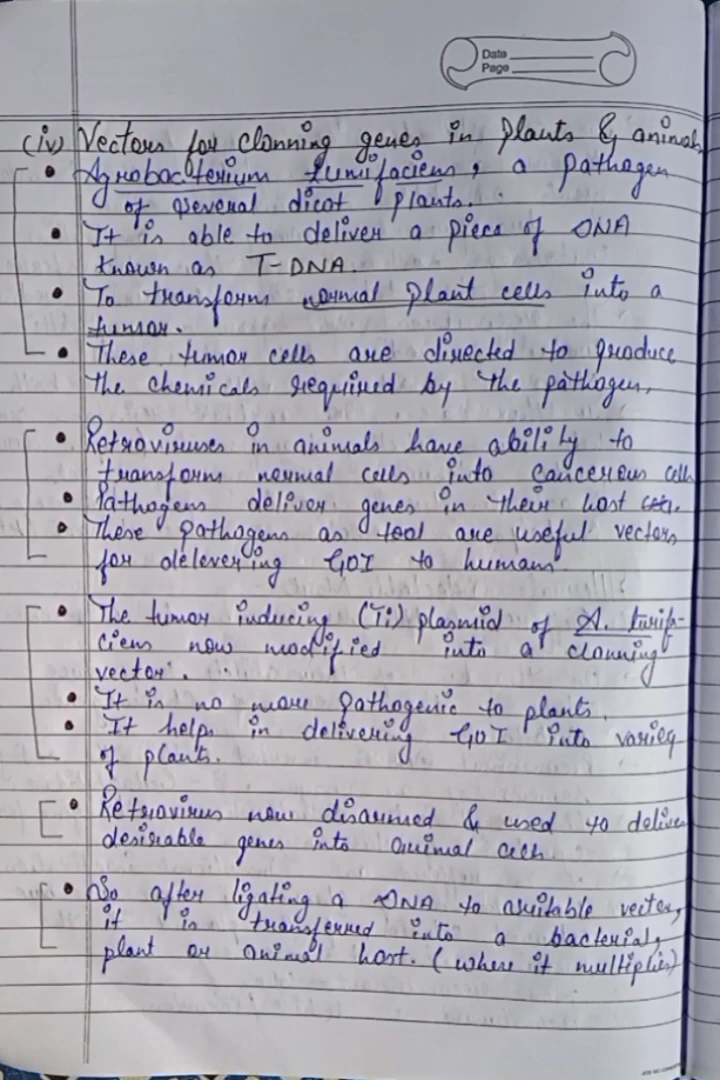 Date
Page
(iv) Vectors for clonning genes in plants & animals
• Agrobacterium tumifaciens, a pathogen
of several dicot plants.
• It is able to deliver a piece of DNA
known as T-DNA.
• To transform normal plant cells into a
tumor.
• These tumor cells are directed to produce
the chemicals required by the pathogen.
• Retroviruses in animals have ability to
transform normal cells into cancerous cells
• Pathogens deliver genes in their host
• These pathogens as tool are useful vectors
for delevering GOI to humans
• The tumor inducing (Ti) plasmid of A. tumif-
ciens now modified into a clonning
vector.
• It is no more pathogenic to plants.
• It helps in delivering GOI into variey
of plants.
• Retrovirus now disarmed & used to deliver
desirable genes into animal cells
• So after ligating a DNA to suitable vector,
it is transferred into a bacterial,
plant or animal host. (where it multiplies)